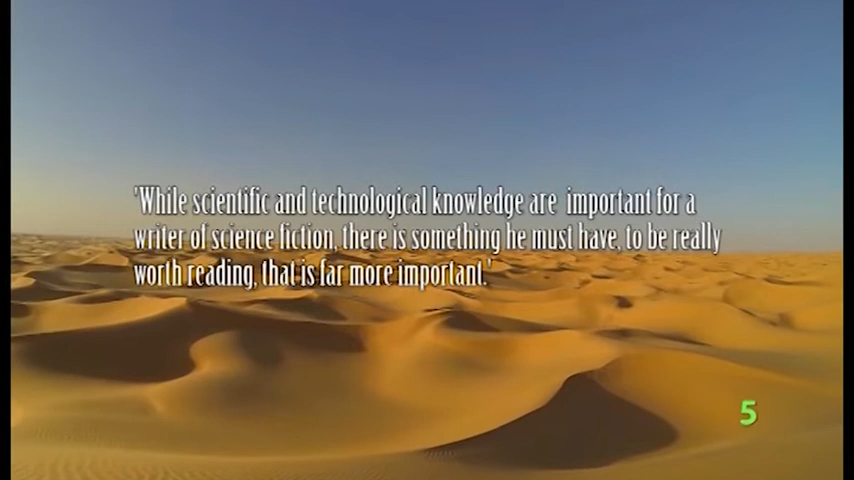 'While scientific and technological knowledge are important for a
writer of science fiction, there is something he must have, to be really
worth reading, that is far more important.'
5